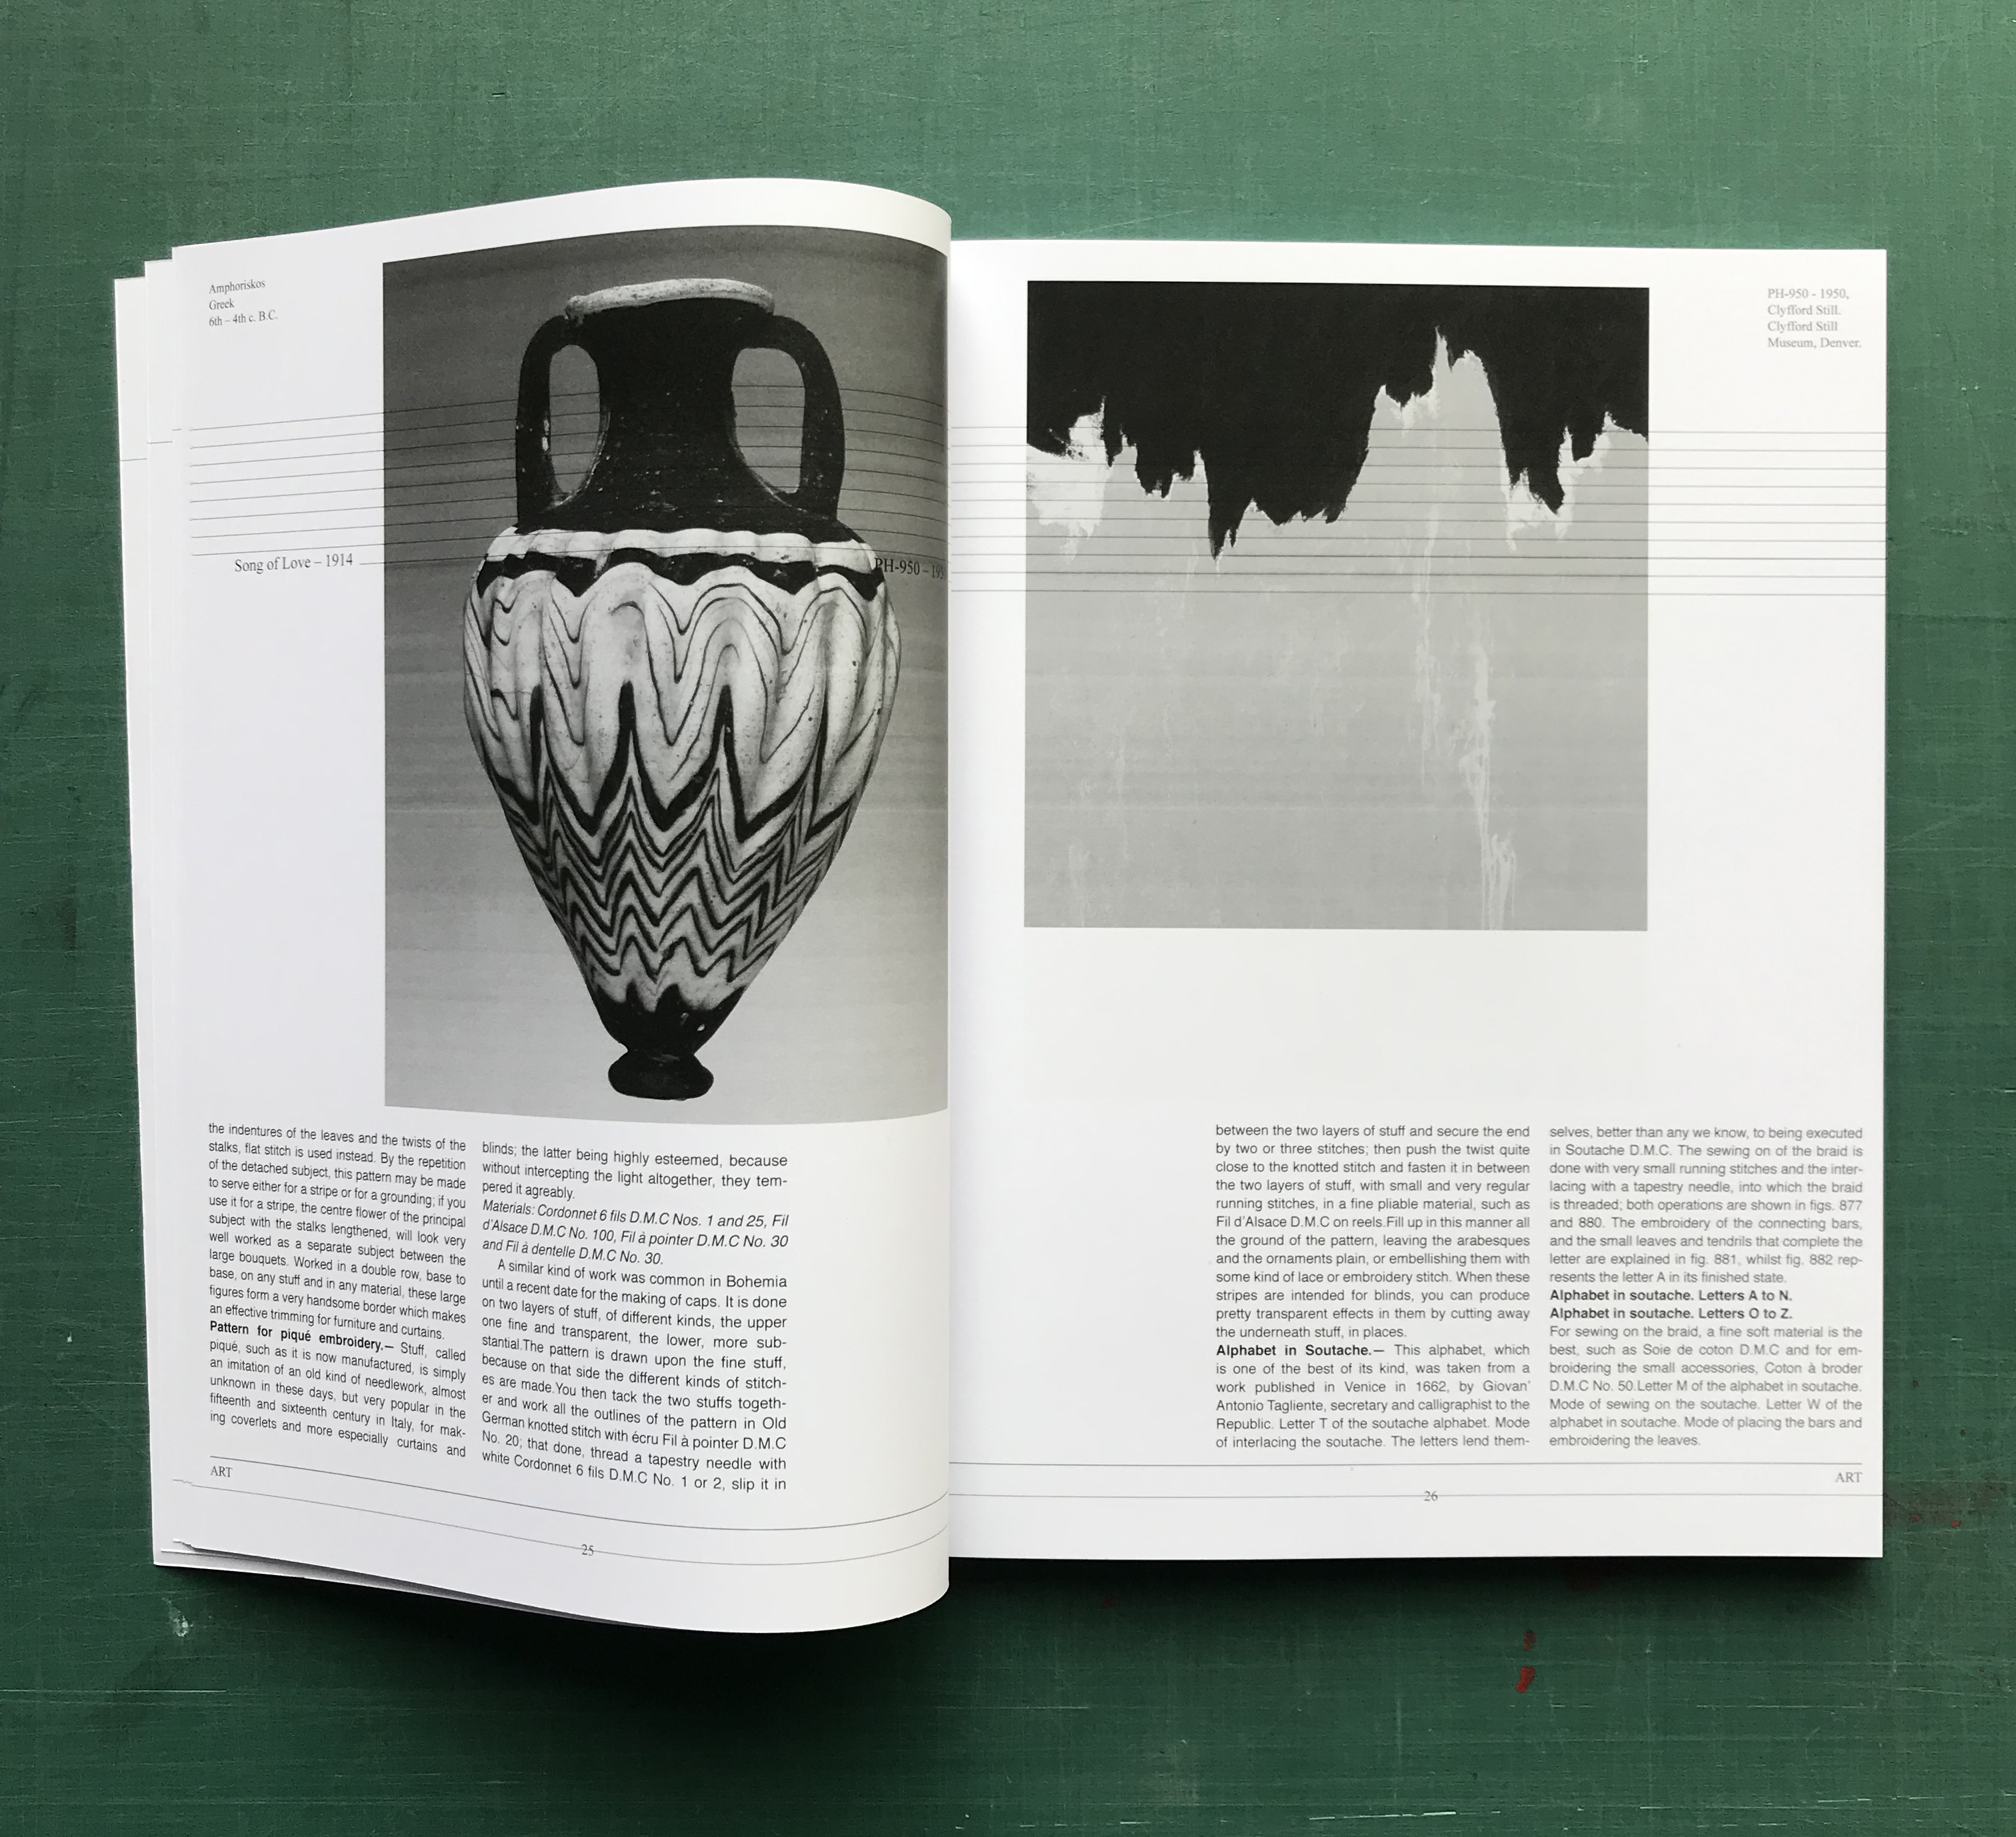 Amphoriskos
Greek
6th – 4th c. B.C.
Song of Love – 1914
PH-950 –
the indentures of the leaves and the twists of the
stalks, flat stitch is used instead. By the repetition
of the detached subject, this pattern may be made
to serve either for a stripe or for a grounding; if you
use it for a stripe, the centre flower of the principal
subject with the stalks lengthened, will look very
well worked as a separate subject between the
large bouquets. Worked in a double row, base to
base, on any stuff and in any material, these large
figures form a very handsome border which makes
an effective trimming for furniture and curtains.
Pattern for piqué embroidery.— Stuff, called
piqué, such as it is now manufactured, is simply
an imitation of an old kind of needlework, almost
unknown in these days, but very popular in the
fifteenth and sixteenth century in Italy, for mak-
ing coverlets and more especially curtains and
blinds; the latter being highly esteemed, because
without intercepting the light altogether, they tem-
pered it agreably.
Materials: Cordonnet 6 fils D.M.C Nos. 1 and 25, Fil
d'Alsace D.M.C No. 100, Fil à pointer D.M.C No. 30
and Fil à dentelle D.M.C No. 30.
A similar kind of work was common in Bohemia
until a recent date for the making of caps. It is done
on two layers of stuff, of different kinds, the upper
one fine and transparent, the lower, more sub-
stantial.The pattern is drawn upon the fine stuff,
because on that side the different kinds of stitch-
es are made.You then tack the two stuffs togeth-
er and work all the outlines of the pattern in Old
German knotted stitch with écru Fil à pointer D.M.C
No. 20; that done, thread a tapestry needle with
white Cordonnet 6 fils D.M.C No. 1 or 2, slip it in
ART
25
PH-950 - 1950,
Clyfford Still.
Clyfford Still
Museum, Denver.
between the two layers of stuff and secure the end
by two or three stitches; then push the twist quite
close to the knotted stitch and fasten it in between
the two layers of stuff, with small and very regular
running stitches, in a fine pliable material, such as
Fil d'Alsace D.M.C on reels.Fill up in this manner all
the ground of the pattern, leaving the arabesques
and the ornaments plain, or embellishing them with
some kind of lace or embroidery stitch. When these
stripes are intended for blinds, you can produce
pretty transparent effects in them by cutting away
the underneath stuff, in places.
Alphabet in Soutache.— This alphabet, which
is one of the best of its kind, was taken from a
work published in Venice in 1662, by Giovan'
Antonio Tagliente, secretary and calligraphist to the
Republic. Letter T of the soutache alphabet. Mode
of interlacing the soutache. The letters lend them-
selves, better than any we know, to being executed
in Soutache D.M.C. The sewing on of the braid is
done with very small running stitches and the inter-
lacing with a tapestry needle, into which the braid
is threaded; both operations are shown in figs. 877
and 880. The embroidery of the connecting bars,
and the small leaves and tendrils that complete the
letter are explained in fig. 881, whilst fig. 882 rep-
resents the letter A in its finished state.
Alphabet in soutache. Letters A to N.
Alphabet in soutache. Letters O to Z.
For sewing on the braid, a fine soft material is the
best, such as Soie de coton D.M.C and for em-
broidering the small accessories, Coton à broder
D.M.C No. 50.Letter M of the alphabet in soutache.
Mode of sewing on the soutache. Letter W of the
alphabet in soutache. Mode of placing the bars and
embroidering the leaves.
ART
26